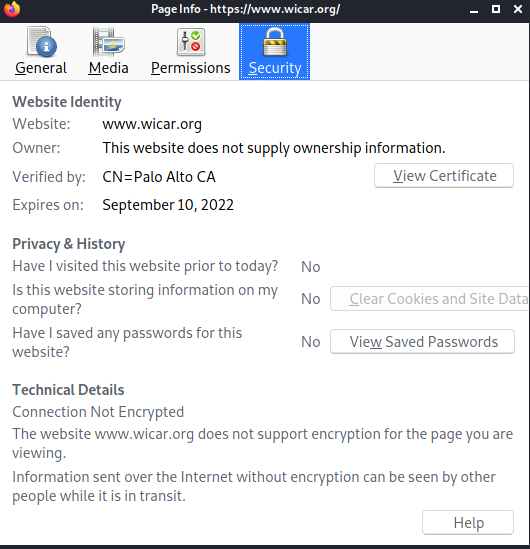 Page Info - https://www.wicar.org/
General Media Permissions Security
Website Identity
Website: www.wicar.org
Owner: This website does not supply ownership information.
Verified by: CN=Palo Alto CA View Certificate
Expires on: September 10, 2022
Privacy & History
Have I visited this website prior to today? No
Is this website storing information on my
computer? No Clear Cookies and Site Data
Have I saved any passwords for this
website? No View Saved Passwords
Technical Details
Connection Not Encrypted
The website www.wicar.org does not support encryption for the page you are
viewing.
Information sent over the Internet without encryption can be seen by other
people while it is in transit.
Help